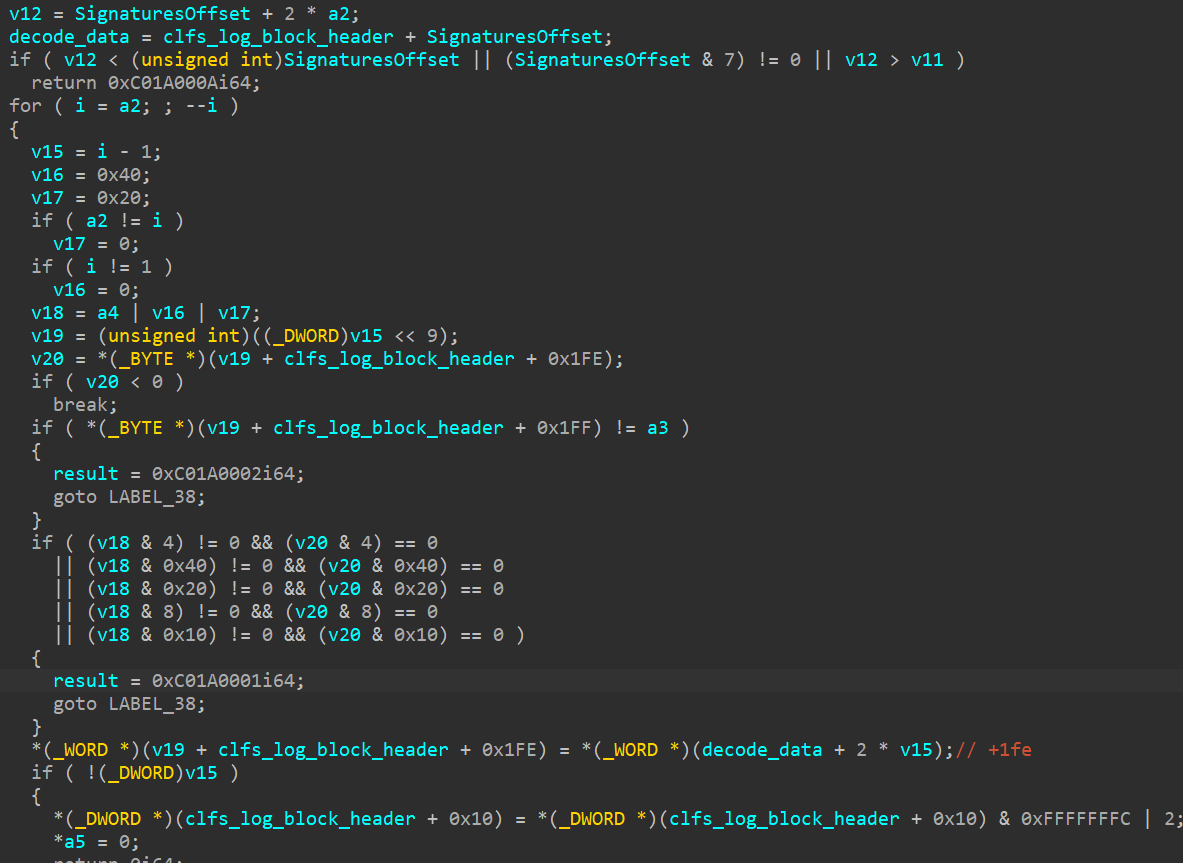 v12 = SignaturesOffset + 2 * a2;
decode_data = clfs_log_block_header + SignaturesOffset;
if ( v12 < (unsigned int)SignaturesOffset || (SignaturesOffset & 7) != 0 || v12 > v11 )
  return 0xC01A000Ai64;
for ( i = a2; ; --i )
{
  v15 = i - 1;
  v16 = 0x40;
  v17 = 0x20;
  if ( a2 != i )
    v17 = 0;
  if ( i != 1 )
    v16 = 0;
  v18 = a4 | v16 | v17;
  v19 = (unsigned int)((_DWORD)v15 << 9);
  v20 = *(_BYTE *)(v19 + clfs_log_block_header + 0x1FE);
  if ( v20 < 0 )
    break;
  if ( *(_BYTE *)(v19 + clfs_log_block_header + 0x1FF) != a3 )
  {
    result = 0xC01A0002i64;
    goto LABEL_38;
  }
  if ( (v18 & 4) != 0 && (v20 & 4) == 0
    || (v18 & 0x40) != 0 && (v20 & 0x40) == 0
    || (v18 & 0x20) != 0 && (v20 & 0x20) == 0
    || (v18 & 8) != 0 && (v20 & 8) == 0
    || (v18 & 0x10) != 0 && (v20 & 0x10) == 0 )
  {
    result = 0xC01A0001i64;
    goto LABEL_38;
  }
  *(_WORD *)(v19 + clfs_log_block_header + 0x1FE) = *(_WORD *)(decode_data + 2 * v15);// +1fe
  if ( !(_DWORD)v15 )
  {
    *(_DWORD *)(clfs_log_block_header + 0x10) = *(_DWORD *)(clfs_log_block_header + 0x10) & 0xFFFFFFFC | 2;
    *a5 = 0;
    return 0i64;